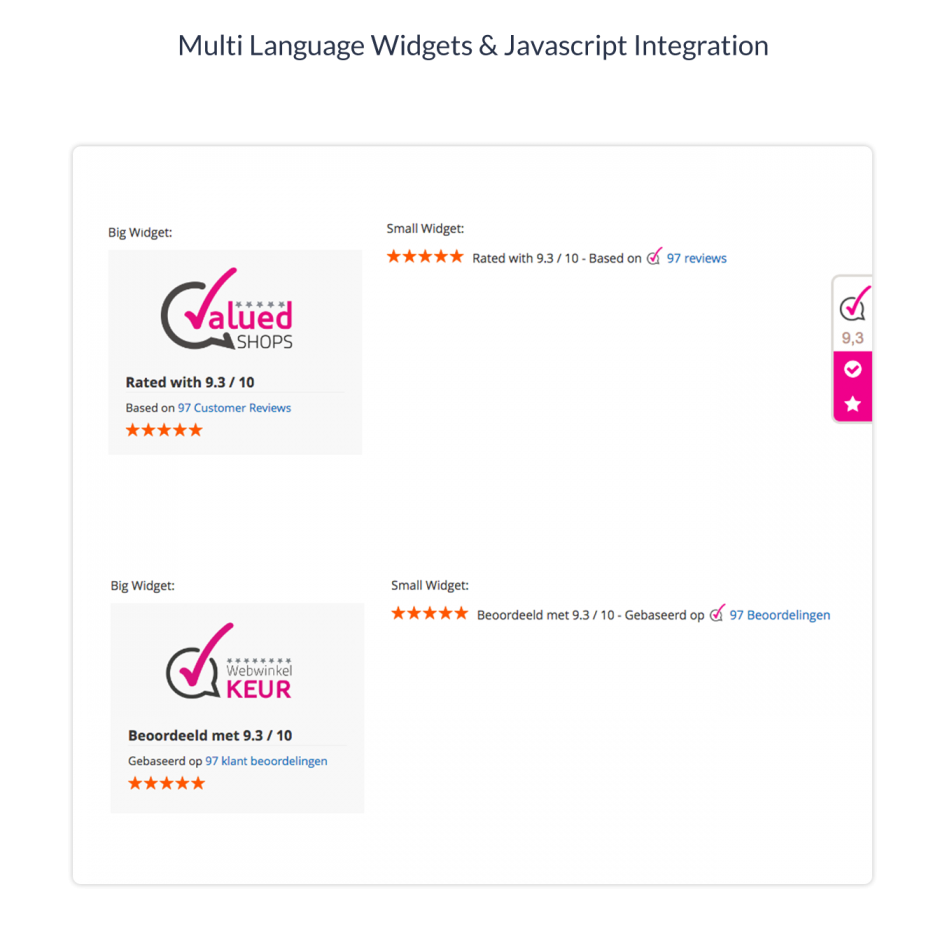 Multi Language Widgets & Javascript Integration
Big Widget:
Small Widget:
Rated with 9.3 / 10 - Based on 97 reviews
Valued
SHOPS
Rated with 9.3 / 10
Based on 97 Customer Reviews
9,3
Big Widget:
Small Widget:
Beoordeeld met 9.3 / 10 - Gebaseerd op 97 Beoordelingen
Webwinkel
KEUR
Beoordeeld met 9.3 / 10
Gebaseerd op 97 klant beoordelingen